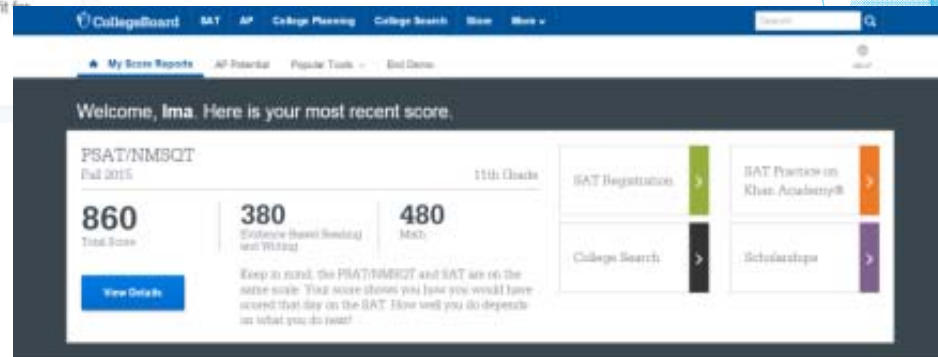 it for
CollegeBoard SAT AP College Planning College Search Store More
Search
My Score Reports AP Potential Popular Tools End Demo
Welcome, Ima. Here is your most recent score.
PSAT/NMSQT
Fall 2015 11th Grade
860
Total Score
380
Evidence-Based Reading
and Writing
480
Math
Keep in mind, the PSAT/NMSQT and SAT are on the
same scale. Your score shows you how you would have
scored that day on the SAT. How well you do depends
on what you do next!
View Details
SAT Registration
SAT Practice on
Khan Academy®
College Search
Scholarships